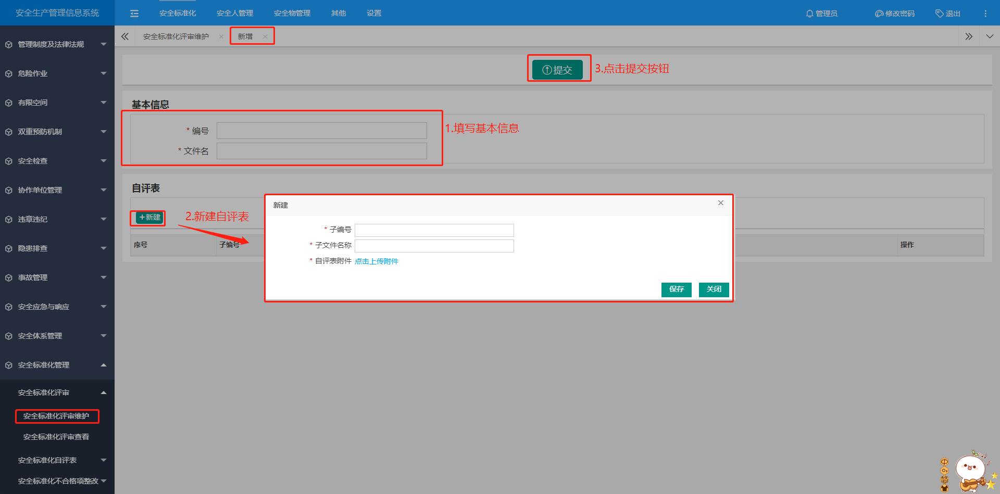 安全生产管理信息系统
安全标准化 安全人管理 安全物管理 其他 设置
管理员 修改密码 退出
安全标准化评审维护 新增
管理制度及法律法规
危险作业
有限空间
双重预防机制
安全检查
协作单位管理
违章违纪
隐患排查
事故管理
安全应急与响应
安全体系管理
安全标准化管理
安全标准化评审
安全标准化评审维护
安全标准化评审查看
安全标准化自评表
安全标准化不合格项整改
提交
3.点击提交按钮
基本信息
* 编号
* 文件名
1.填写基本信息
自评表
+新建
2.新建自评表
序号 子编号 操作
新建
* 子编号
* 子文件名称
* 自评表附件 点击上传附件
保存 关闭
中
简